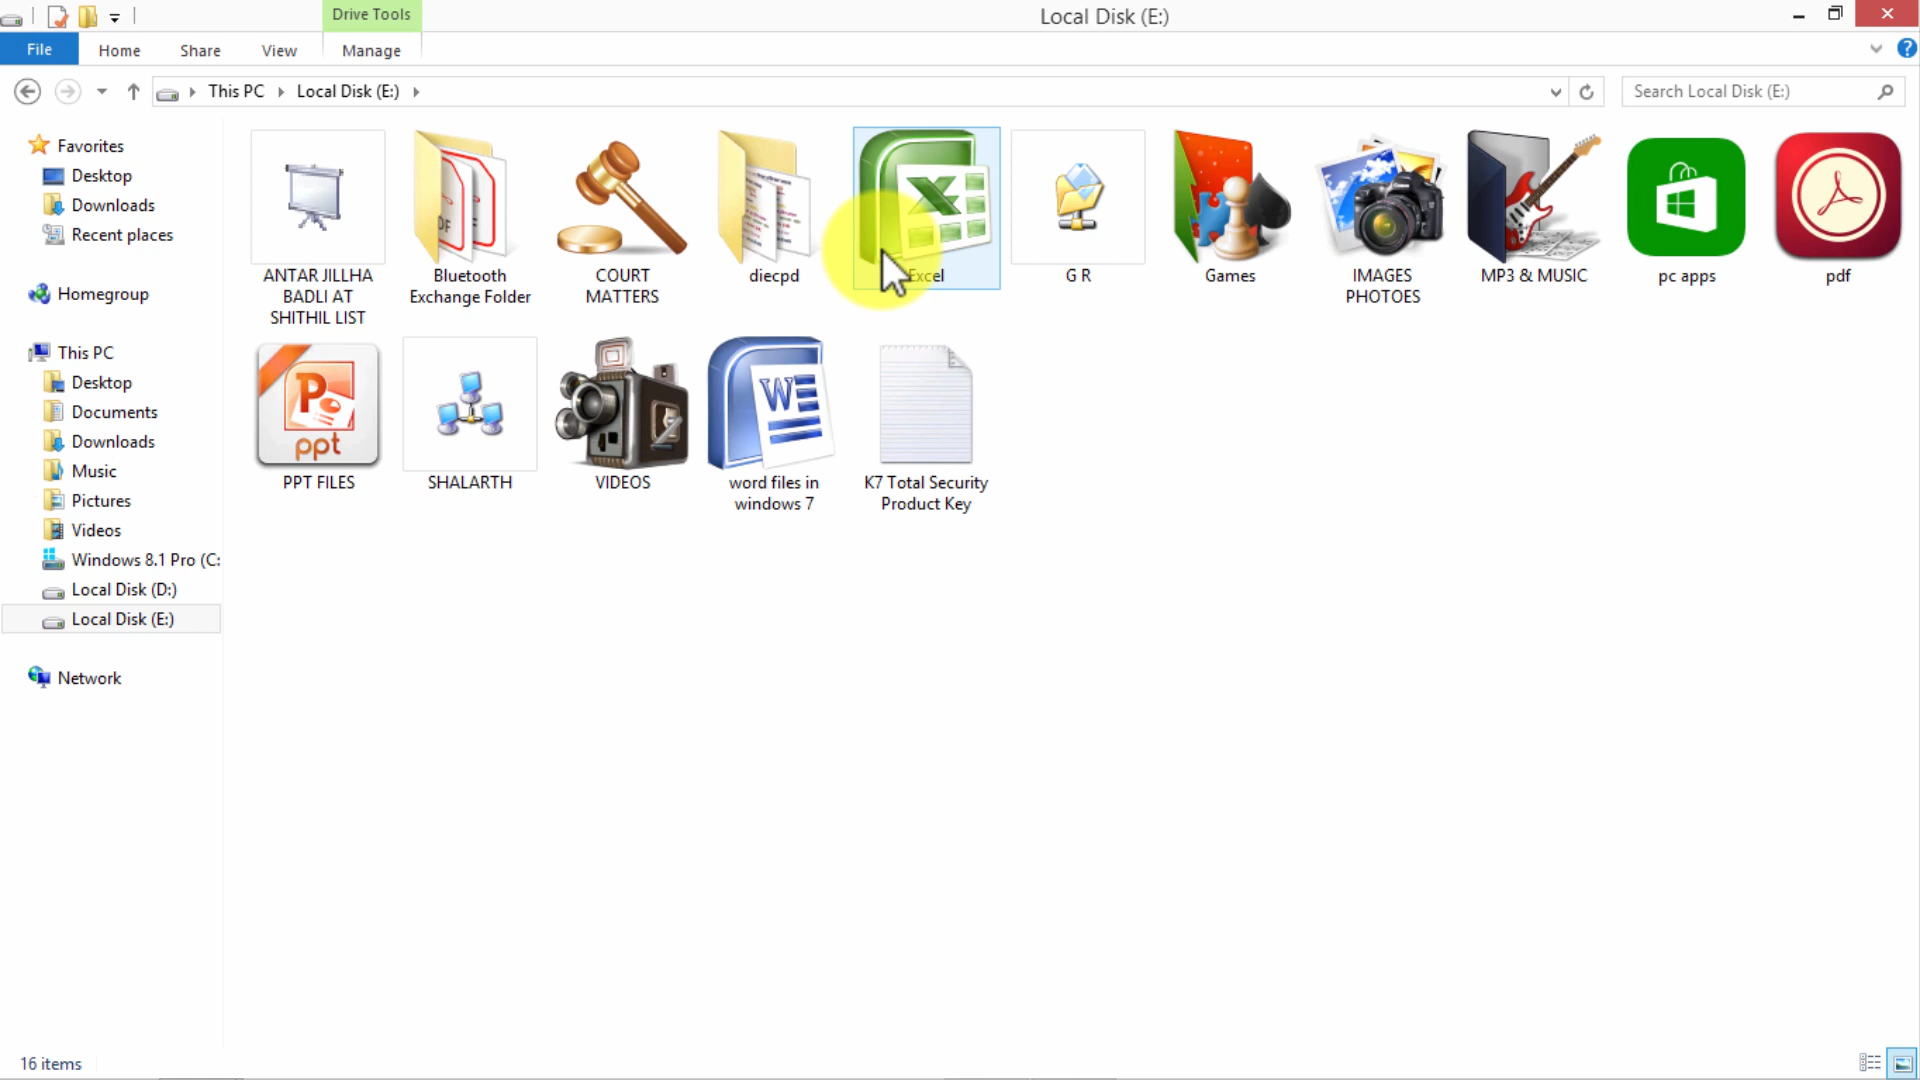 Drive Tools
Local Disk (E:)
File
Home
Share
View
Manage
This PC
Local Disk (E:)
Search Local Disk (E:)
Favorites
Desktop
Downloads
Recent places
Homegroup
This PC
Desktop
Documents
Downloads
Music
Pictures
Videos
Windows 8.1 Pro (C:
Local Disk (D:)
Local Disk (E:)
Network
ANTAR JILLHA
BADLI AT
SHITHIL LIST
Bluetooth
Exchange Folder
COURT
MATTERS
diecpd
Excel
G R
Games
IMAGES
PHOTOES
MP3 & MUSIC
pc apps
pdf
ppt
PPT FILES
SHALARTH
VIDEOS
word files in
windows 7
K7 Total Security
Product Key
16 items